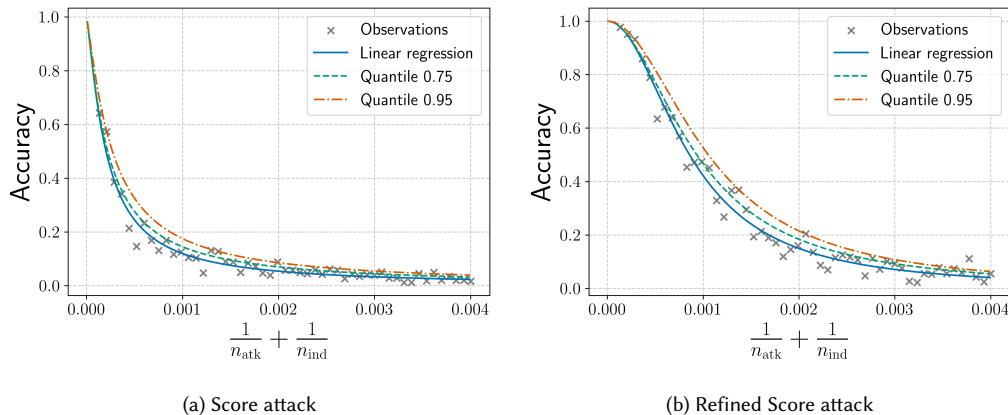 1.0
0.8
0.6
0.4
0.2
0.0
Accuracy
Observations
Linear regression
Quantile 0.75
Quantile 0.95
0.000 0.001 0.002 0.003 0.004
1/n_atk + 1/n_ind
(a) Score attack
1.0
0.8
0.6
0.4
0.2
0.0
Accuracy
Observations
Linear regression
Quantile 0.75
Quantile 0.95
0.000 0.001 0.002 0.003 0.004
1/n_atk + 1/n_ind
(b) Refined Score attack